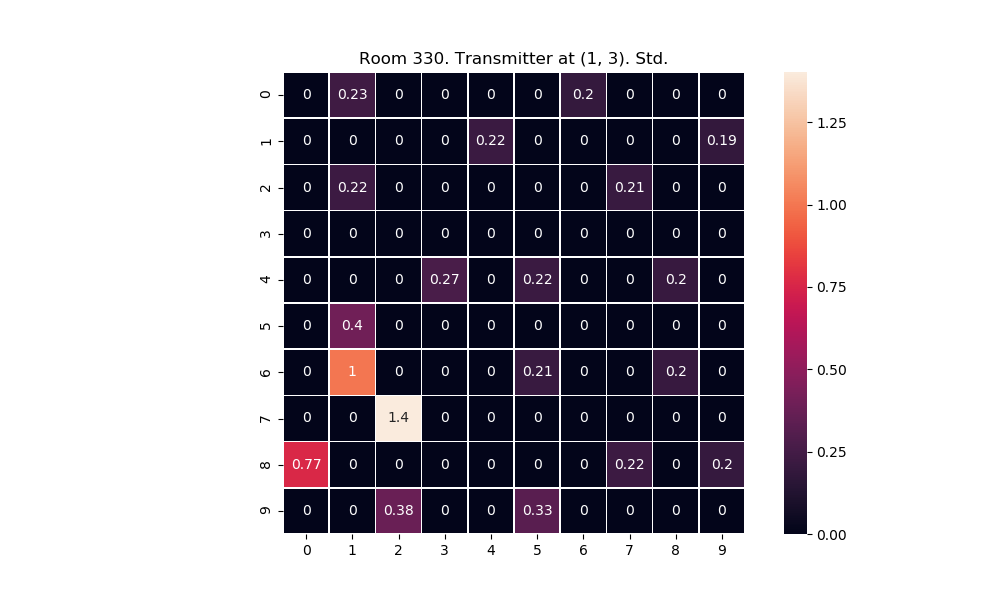 Room 330. Transmitter at (1, 3). Std.
0 0 0.23 0 0 0 0 0.2 0 0 0
1 0 0 0 0 0.22 0 0 0 0 0.19
2 0 0.22 0 0 0 0 0 0.21 0 0
3 0 0 0 0 0 0 0 0 0 0
4 0 0 0 0.27 0 0.22 0 0 0.2 0
5 0 0.4 0 0 0 0 0 0 0 0
6 0 1 0 0 0 0.21 0 0 0.2 0
7 0 0 1.4 0 0 0 0 0 0 0
8 0.77 0 0 0 0 0 0 0.22 0 0.2
9 0 0 0.38 0 0 0.33 0 0 0 0
0 1 2 3 4 5 6 7 8 9
1.25
1.00
0.75
0.50
0.25
0.00